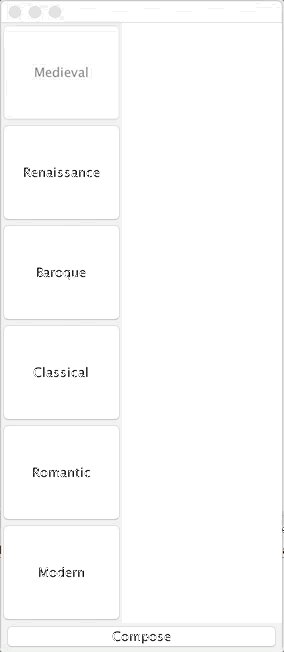 Medieval
Renaissance
Baroque
Classical
Romantic
Modern
Compose